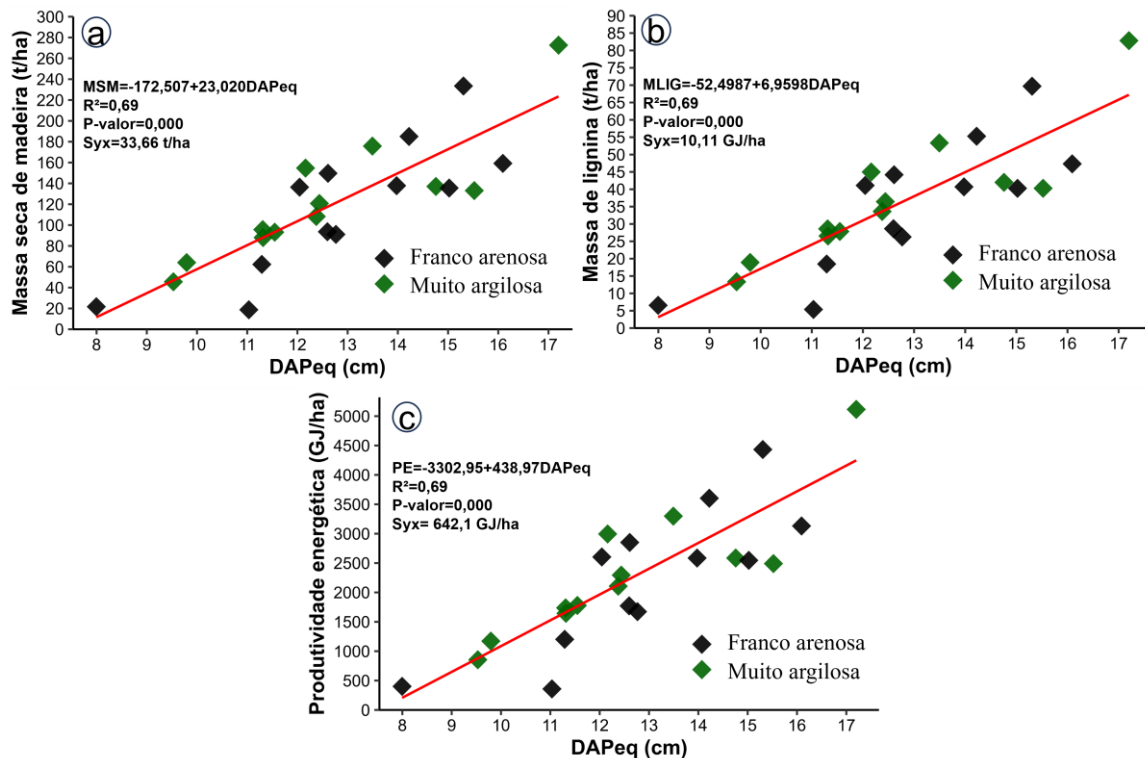 a
Massa seca de madeira (t/ha)
300
280
260
240
220
200
180
160
140
120
100
80
60
40
20
0
MSM=-172,507+23,020DAPeq
R²=0,69
P-valor=0,000
Syx=33,66 t/ha
Franco arenosa
Muito argilosa
8 9 10 11 12 13 14 15 16 17
DAPeq (cm)
b
Massa de lignina (t/ha)
90
85
80
75
70
65
60
55
50
45
40
35
30
25
20
15
10
5
0
MLIG=-52,4987+6,9598DAPeq
R²=0,69
P-valor=0,000
Syx=10,11 GJ/ha
Franco arenosa
Muito argilosa
8 9 10 11 12 13 14 15 16 17
DAPeq (cm)
c
Produtividade energética (GJ/ha)
5000
4500
4000
3500
3000
2500
2000
1500
1000
500
0
PE=-3302,95+438,97DAPeq
R²=0,69
P-valor=0,000
Syx= 642,1 GJ/ha
Franco arenosa
Muito argilosa
8 9 10 11 12 13 14 15 16 17
DAPeq (cm)